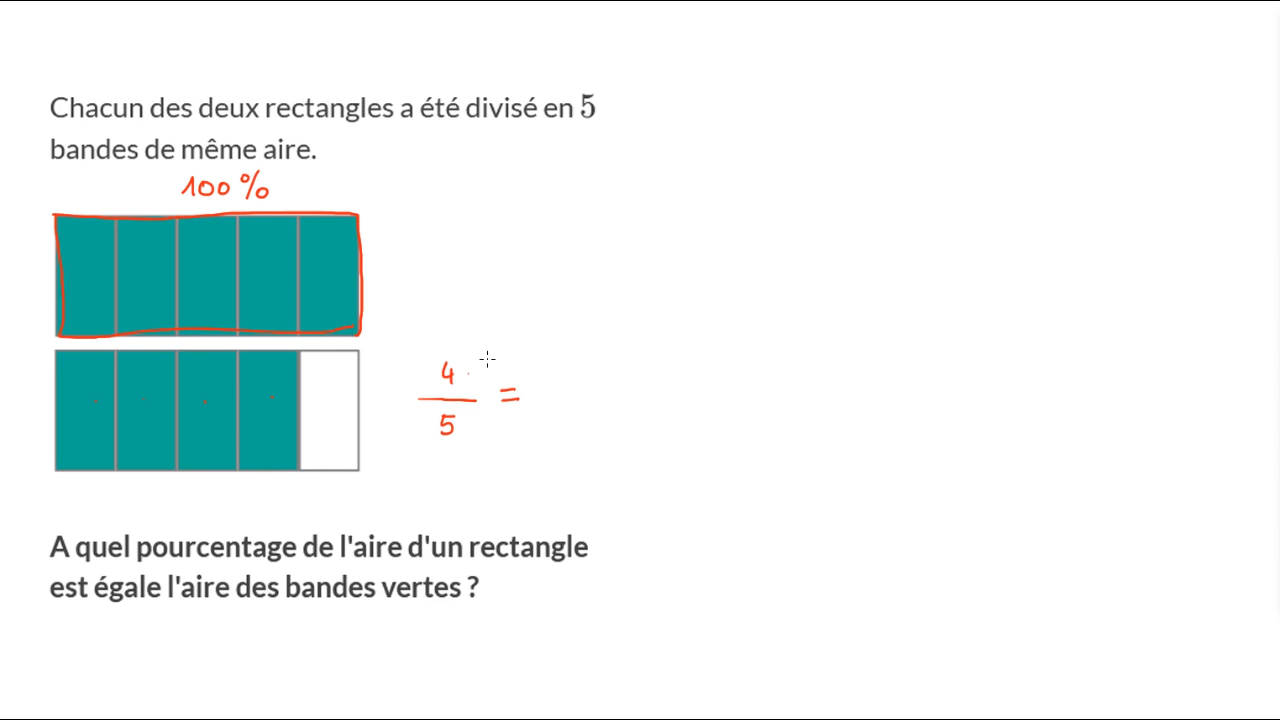 Chacun des deux rectangles a été divisé en 5
bandes de même aire.
100 %
4
5
=
A quel pourcentage de l'aire d'un rectangle
est égale l'aire des bandes vertes ?